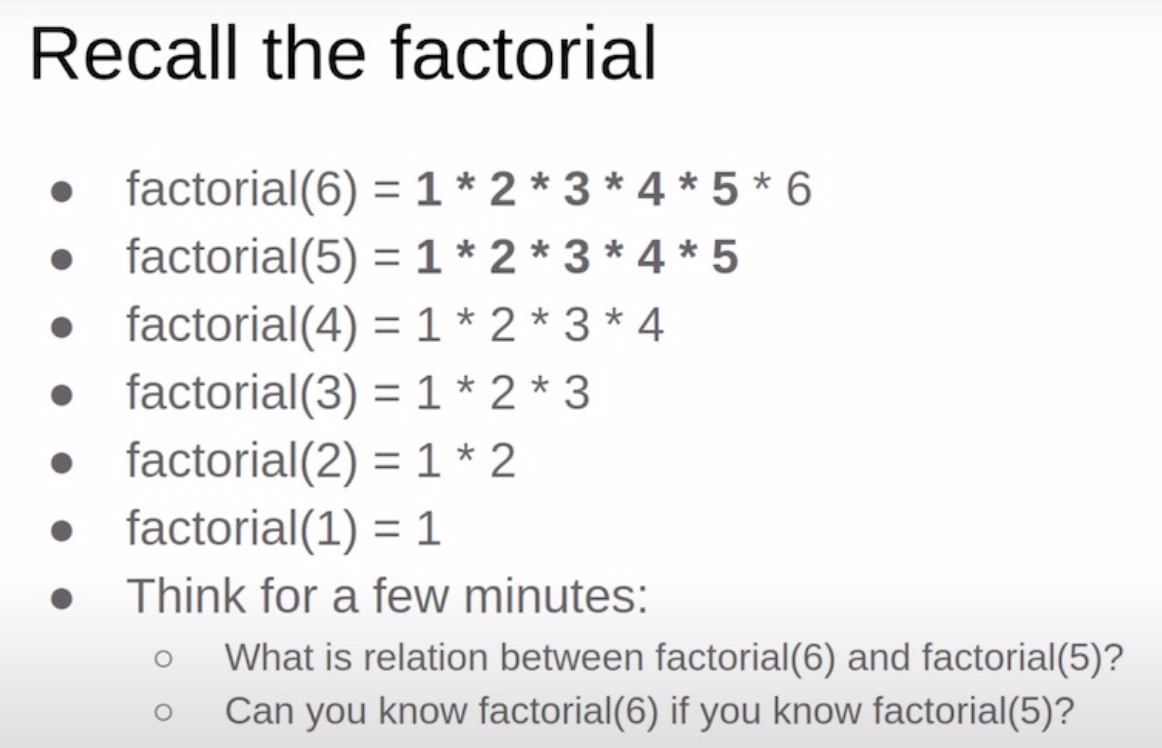 Recall the factorial
● factorial(6) = 1 * 2 * 3 * 4 * 5 * 6
● factorial(5) = 1 * 2 * 3 * 4 * 5
● factorial(4) = 1 * 2 * 3 * 4
● factorial(3) = 1 * 2 * 3
● factorial(2) = 1 * 2
● factorial(1) = 1
● Think for a few minutes:
○ What is relation between factorial(6) and factorial(5)?
○ Can you know factorial(6) if you know factorial(5)?